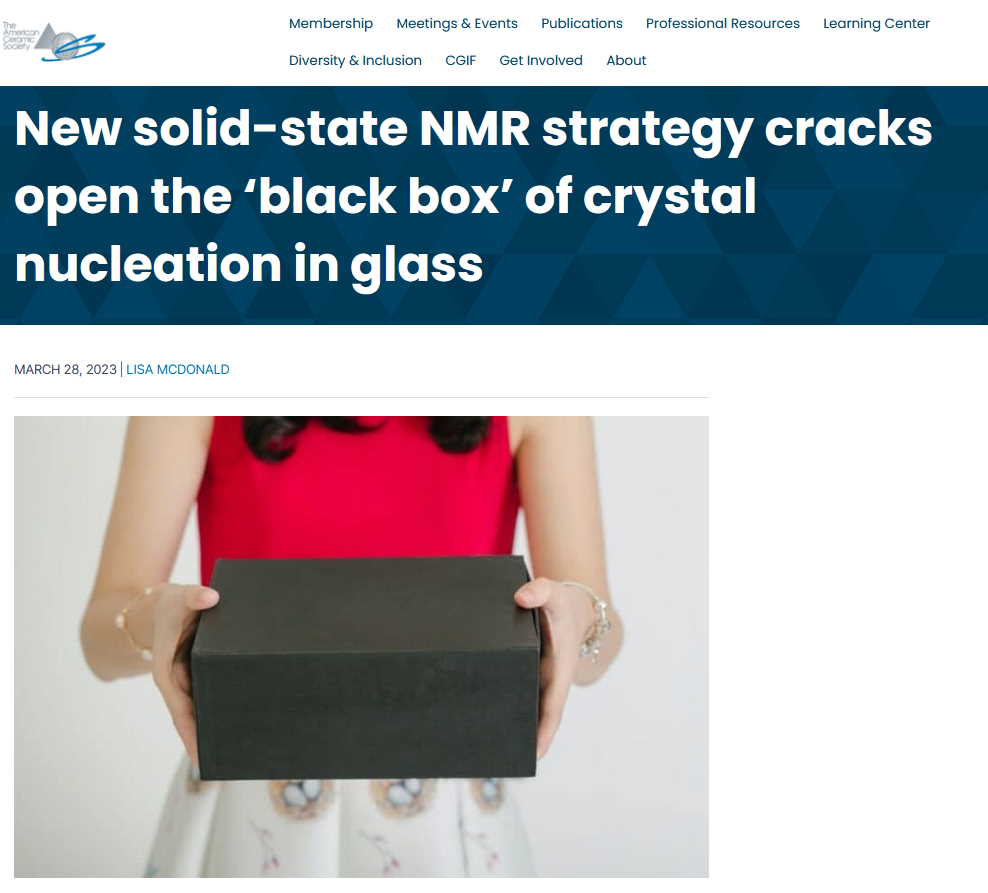 The
American
Ceramic
Society
Membership Meetings & Events Publications Professional Resources Learning Center
Diversity & Inclusion CGIF Get Involved About
New solid-state NMR strategy cracks
open the ‘black box’ of crystal
nucleation in glass
MARCH 28, 2023 | LISA MCDONALD